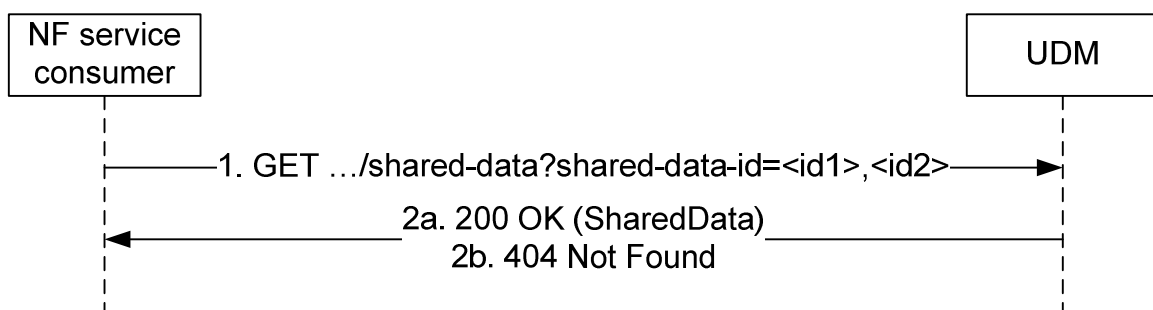 NF service
consumer
UDM
1. GET …/shared-data?shared-data-id=<id1>,<id2>
2a. 200 OK (SharedData)
2b. 404 Not Found